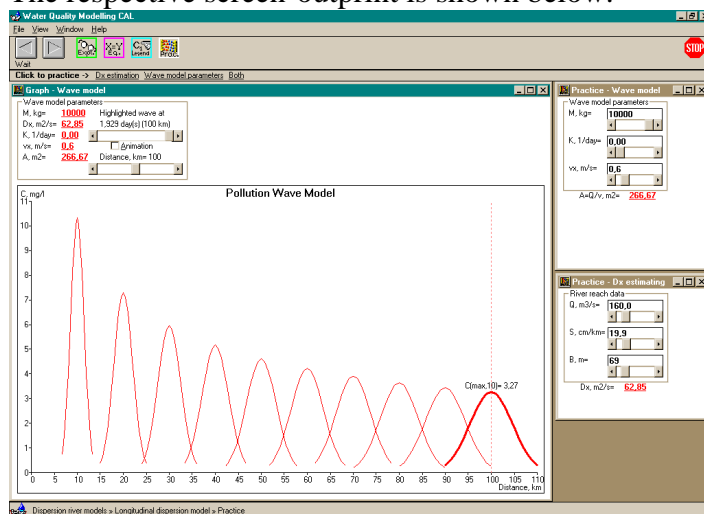 The respective screen-outprint is shown below.
Water Quality Modelling CAL
File View Window Help
Expl. X=Y Eq. Legend Prac. STOP
Wait
Click to practice -> Dx estimation Wave model parameters Both
Graph - Wave model
Wave model parameters
M, kg= 10000 Highlighted wave at
Dx, m2/s= 62,85 1,929 day(s) (100 km)
K, 1/day= 0,00
vx, m/s= 0,6 Animation
A, m2= 266,67 Distance, km= 100
Pollution Wave Model
C, mg/l
11
10
9
8
7
6
5
4
3
2
1
0
C(max,10)= 3,27
0 5 10 15 20 25 30 35 40 45 50 55 60 65 70 75 80 85 90 95 100 105 110
Distance, km
Practice - Wave model
Wave model parameters
M, kg= 10000
K, 1/day= 0,00
vx, m/s= 0,6
A=Q/v, m2= 266,67
Practice - Dx estimating
River reach data
Q, m3/s= 160,0
S, cm/km= 19,9
B, m= 69
Dx, m2/s= 62,85
Dispersion river models » Longitudinal dispersion model » Practice